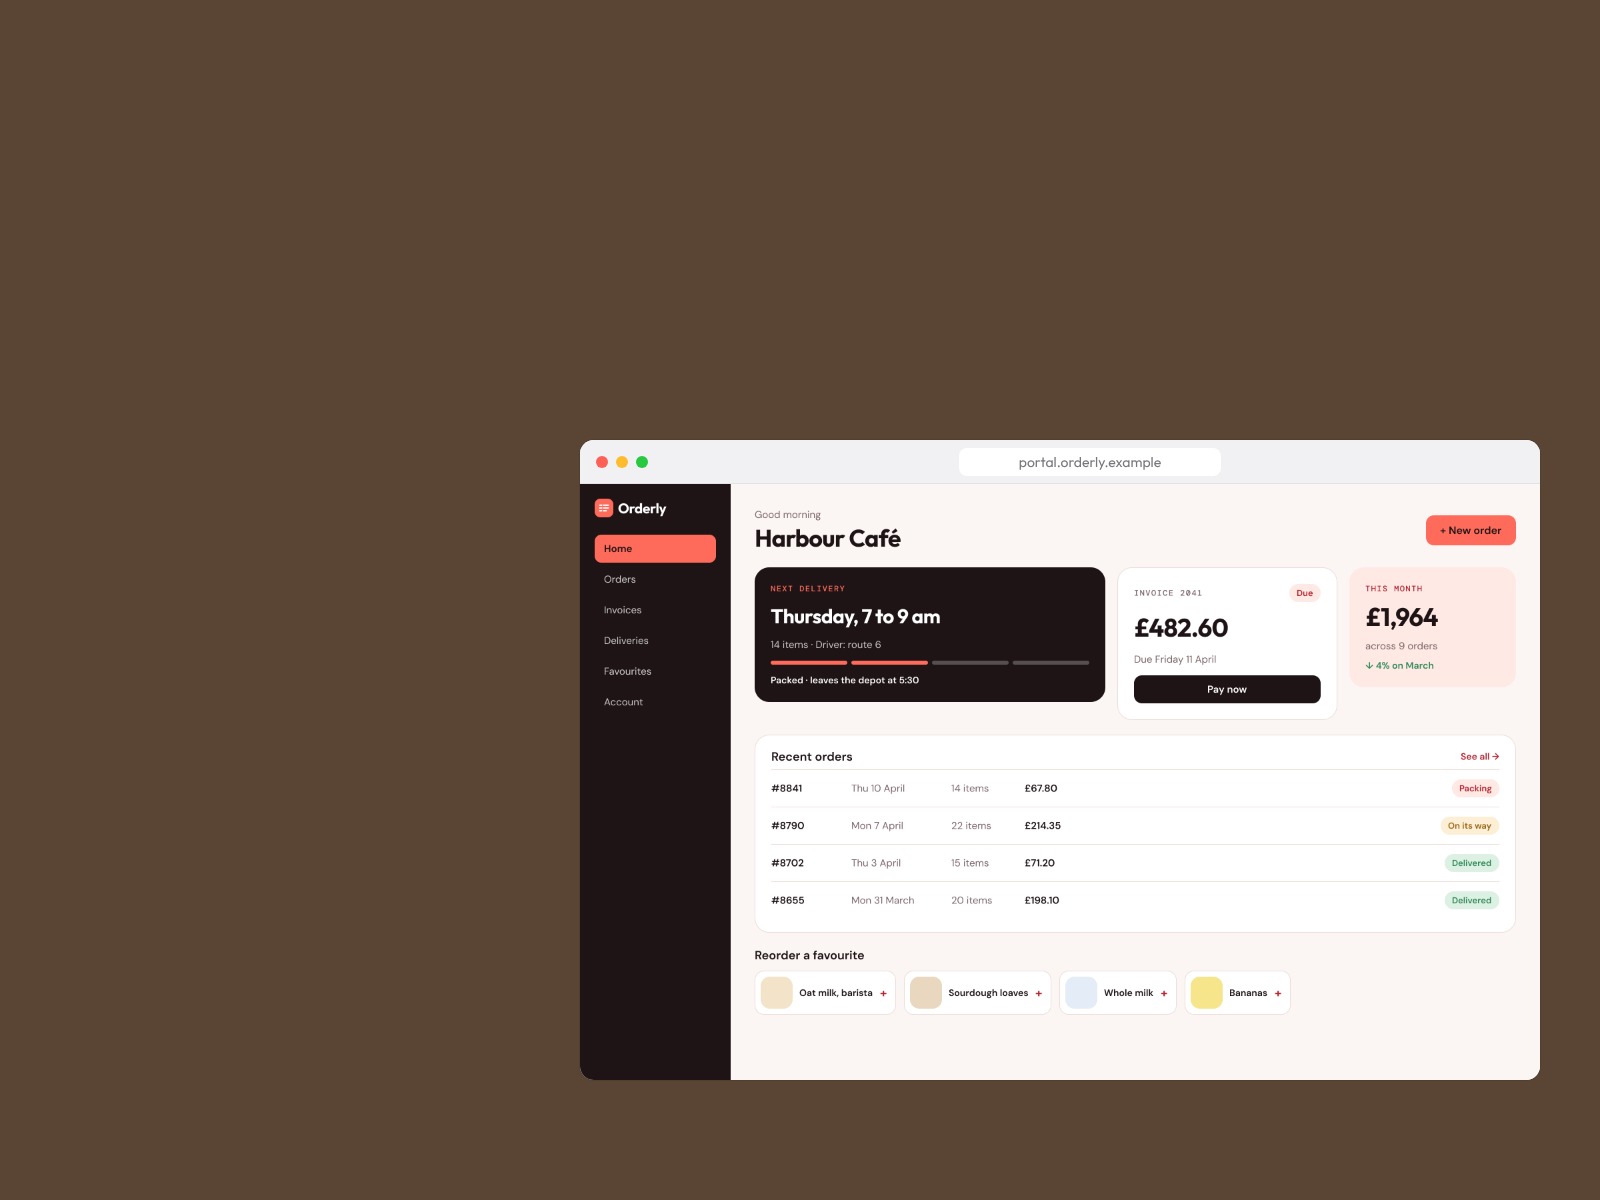 portal.orderly.example
Orderly
Home
Orders
Invoices
Deliveries
Favourites
Account
Good morning
Harbour Café
+ New order
NEXT DELIVERY
Thursday, 7 to 9 am
14 items · Driver: route 6
Packed · leaves the depot at 5:30
INVOICE 2041
Due
£482.60
Due Friday 11 April
Pay now
THIS MONTH
£1,964
across 9 orders
↓ 4% on March
Recent orders
See all →
#8841 Thu 10 April 14 items £67.80 Packing
#8790 Mon 7 April 22 items £214.35 On its way
#8702 Thu 3 April 15 items £71.20 Delivered
#8655 Mon 31 March 20 items £198.10 Delivered
Reorder a favourite
Oat milk, barista +
Sourdough loaves +
Whole milk +
Bananas +